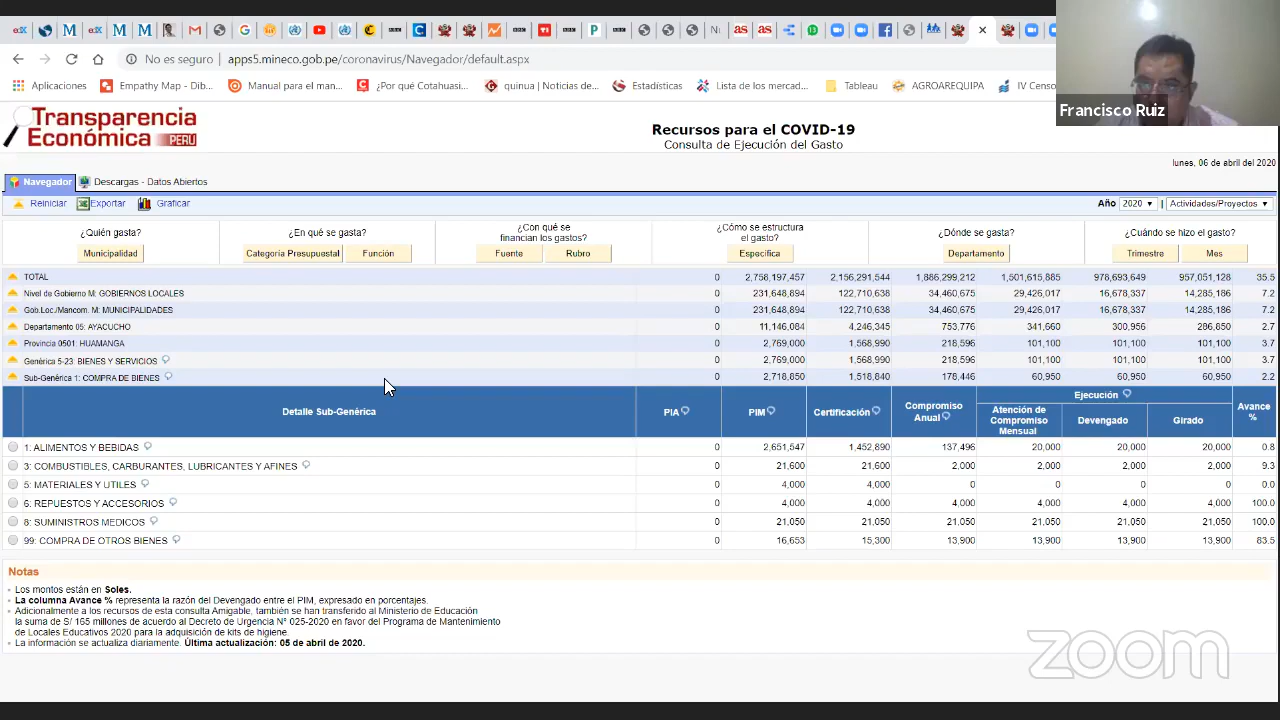 No es seguro | apps5.mineco.gob.pe/coronavirus/Navegador/default.aspx
Aplicaciones Empathy Map - Dib... Manual para el man... ¿Por qué Cotahuasi... quinua | Noticias de... Estadísticas Lista de los mercad... Tableau AGROAREQUIPA IV Censo
Francisco Ruiz
Transparencia
Económica PERU
Recursos para el COVID-19
Consulta de Ejecución del Gasto
lunes, 06 de abril del 2020
Navegador Descargas - Datos Abiertos
Reiniciar Exportar Graficar Año 2020 | Actividades/Proyectos
¿Quién gasta? ¿En qué se gasta? ¿Con qué se financian los gastos? ¿Cómo se estructura el gasto? ¿Dónde se gasta? ¿Cuándo se hizo el gasto?
Municipalidad Categoría Presupuestal Función Fuente Rubro Específica Departamento Trimestre Mes
TOTAL 0 2,758,197,457 2,156,291,544 1,886,299,212 1,501,615,885 978,693,649 957,051,128 35.5
Nivel de Gobierno M: GOBIERNOS LOCALES 0 231,648,894 122,710,638 34,460,675 29,426,017 16,678,337 14,285,186 7.2
Gob.Loc./Mancom. M: MUNICIPALIDADES 0 231,648,894 122,710,638 34,460,675 29,426,017 16,678,337 14,285,186 7.2
Departamento 05: AYACUCHO 0 11,146,084 4,246,345 753,776 341,660 300,956 286,850 2.7
Provincia 0501: HUAMANGA 0 2,769,000 1,568,990 218,596 101,100 101,100 101,100 3.7
Genérica 5-23: BIENES Y SERVICIOS 0 2,769,000 1,568,990 218,596 101,100 101,100 101,100 3.7
Sub-Genérica 1: COMPRA DE BIENES 0 2,718,850 1,518,840 178,446 60,950 60,950 60,950 2.2
Detalle Sub-Genérica PIA PIM Certificación Compromiso Anual Ejecución Avance %
Atención de Compromiso Mensual Devengado Girado
1: ALIMENTOS Y BEBIDAS 0 2,651,547 1,452,890 137,496 20,000 20,000 20,000 0.8
3: COMBUSTIBLES, CARBURANTES, LUBRICANTES Y AFINES 0 21,600 21,600 2,000 2,000 2,000 2,000 9.3
5: MATERIALES Y UTILES 0 4,000 4,000 0 0 0 0 0.0
6: REPUESTOS Y ACCESORIOS 0 4,000 4,000 4,000 4,000 4,000 4,000 100.0
8: SUMINISTROS MEDICOS 0 21,050 21,050 21,050 21,050 21,050 21,050 100.0
99: COMPRA DE OTROS BIENES 0 16,653 15,300 13,900 13,900 13,900 13,900 83.5
Notas
Los montos están en Soles.
La columna Avance % representa la razón del Devengado entre el PIM, expresado en porcentajes.
Adicionalmente a los recursos de esta consulta Amigable, también se han transferido al Ministerio de Educación
la suma de S/ 165 millones de acuerdo al Decreto de Urgencia N° 025-2020 en favor del Programa de Mantenimiento
de Locales Educativos 2020 para la adquisición de kits de higiene.
La información se actualiza diariamente. Última actualización: 05 de abril de 2020.
zoom